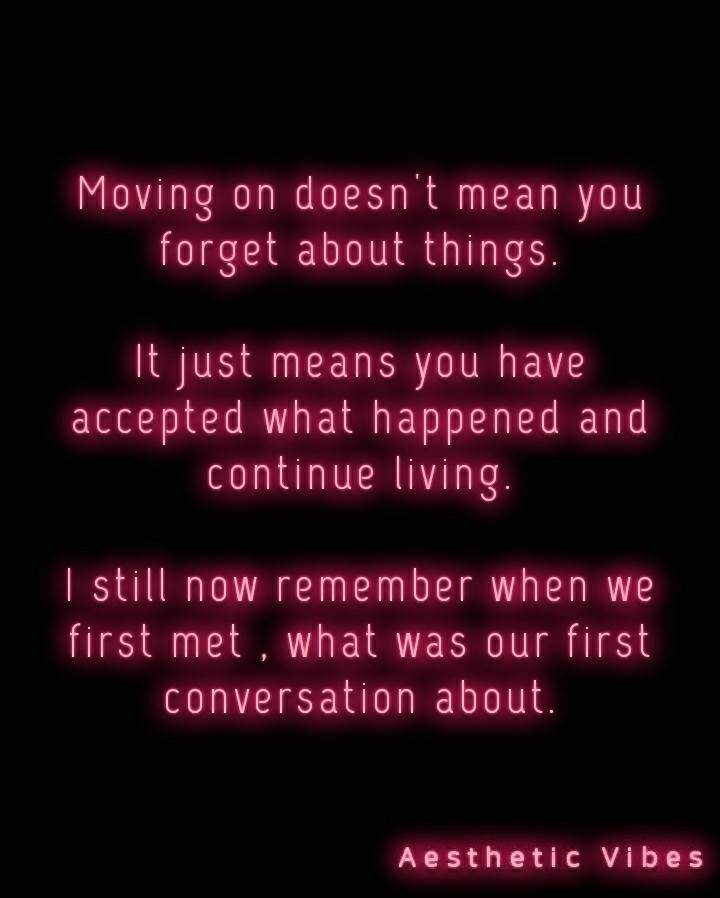 Moving on doesn't mean you
forget about things.
It just means you have
accepted what happened and
continue living.
I still now remember when we
first met , what was our first
conversation about.
Aesthetic Vibes